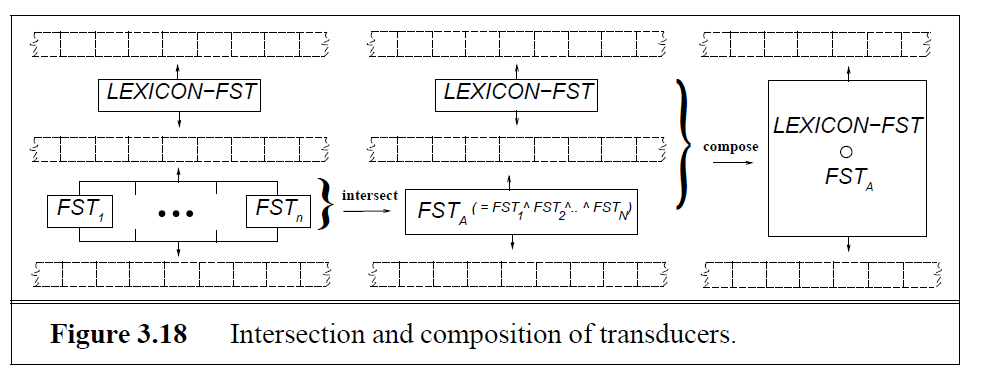 LEXICON–FST
FST1
•••
FSTn
intersect
LEXICON–FST
FSTA ( = FST1^ FST2^.. ^ FSTN)
compose
LEXICON–FST
○
FSTA
Figure 3.18 Intersection and composition of transducers.